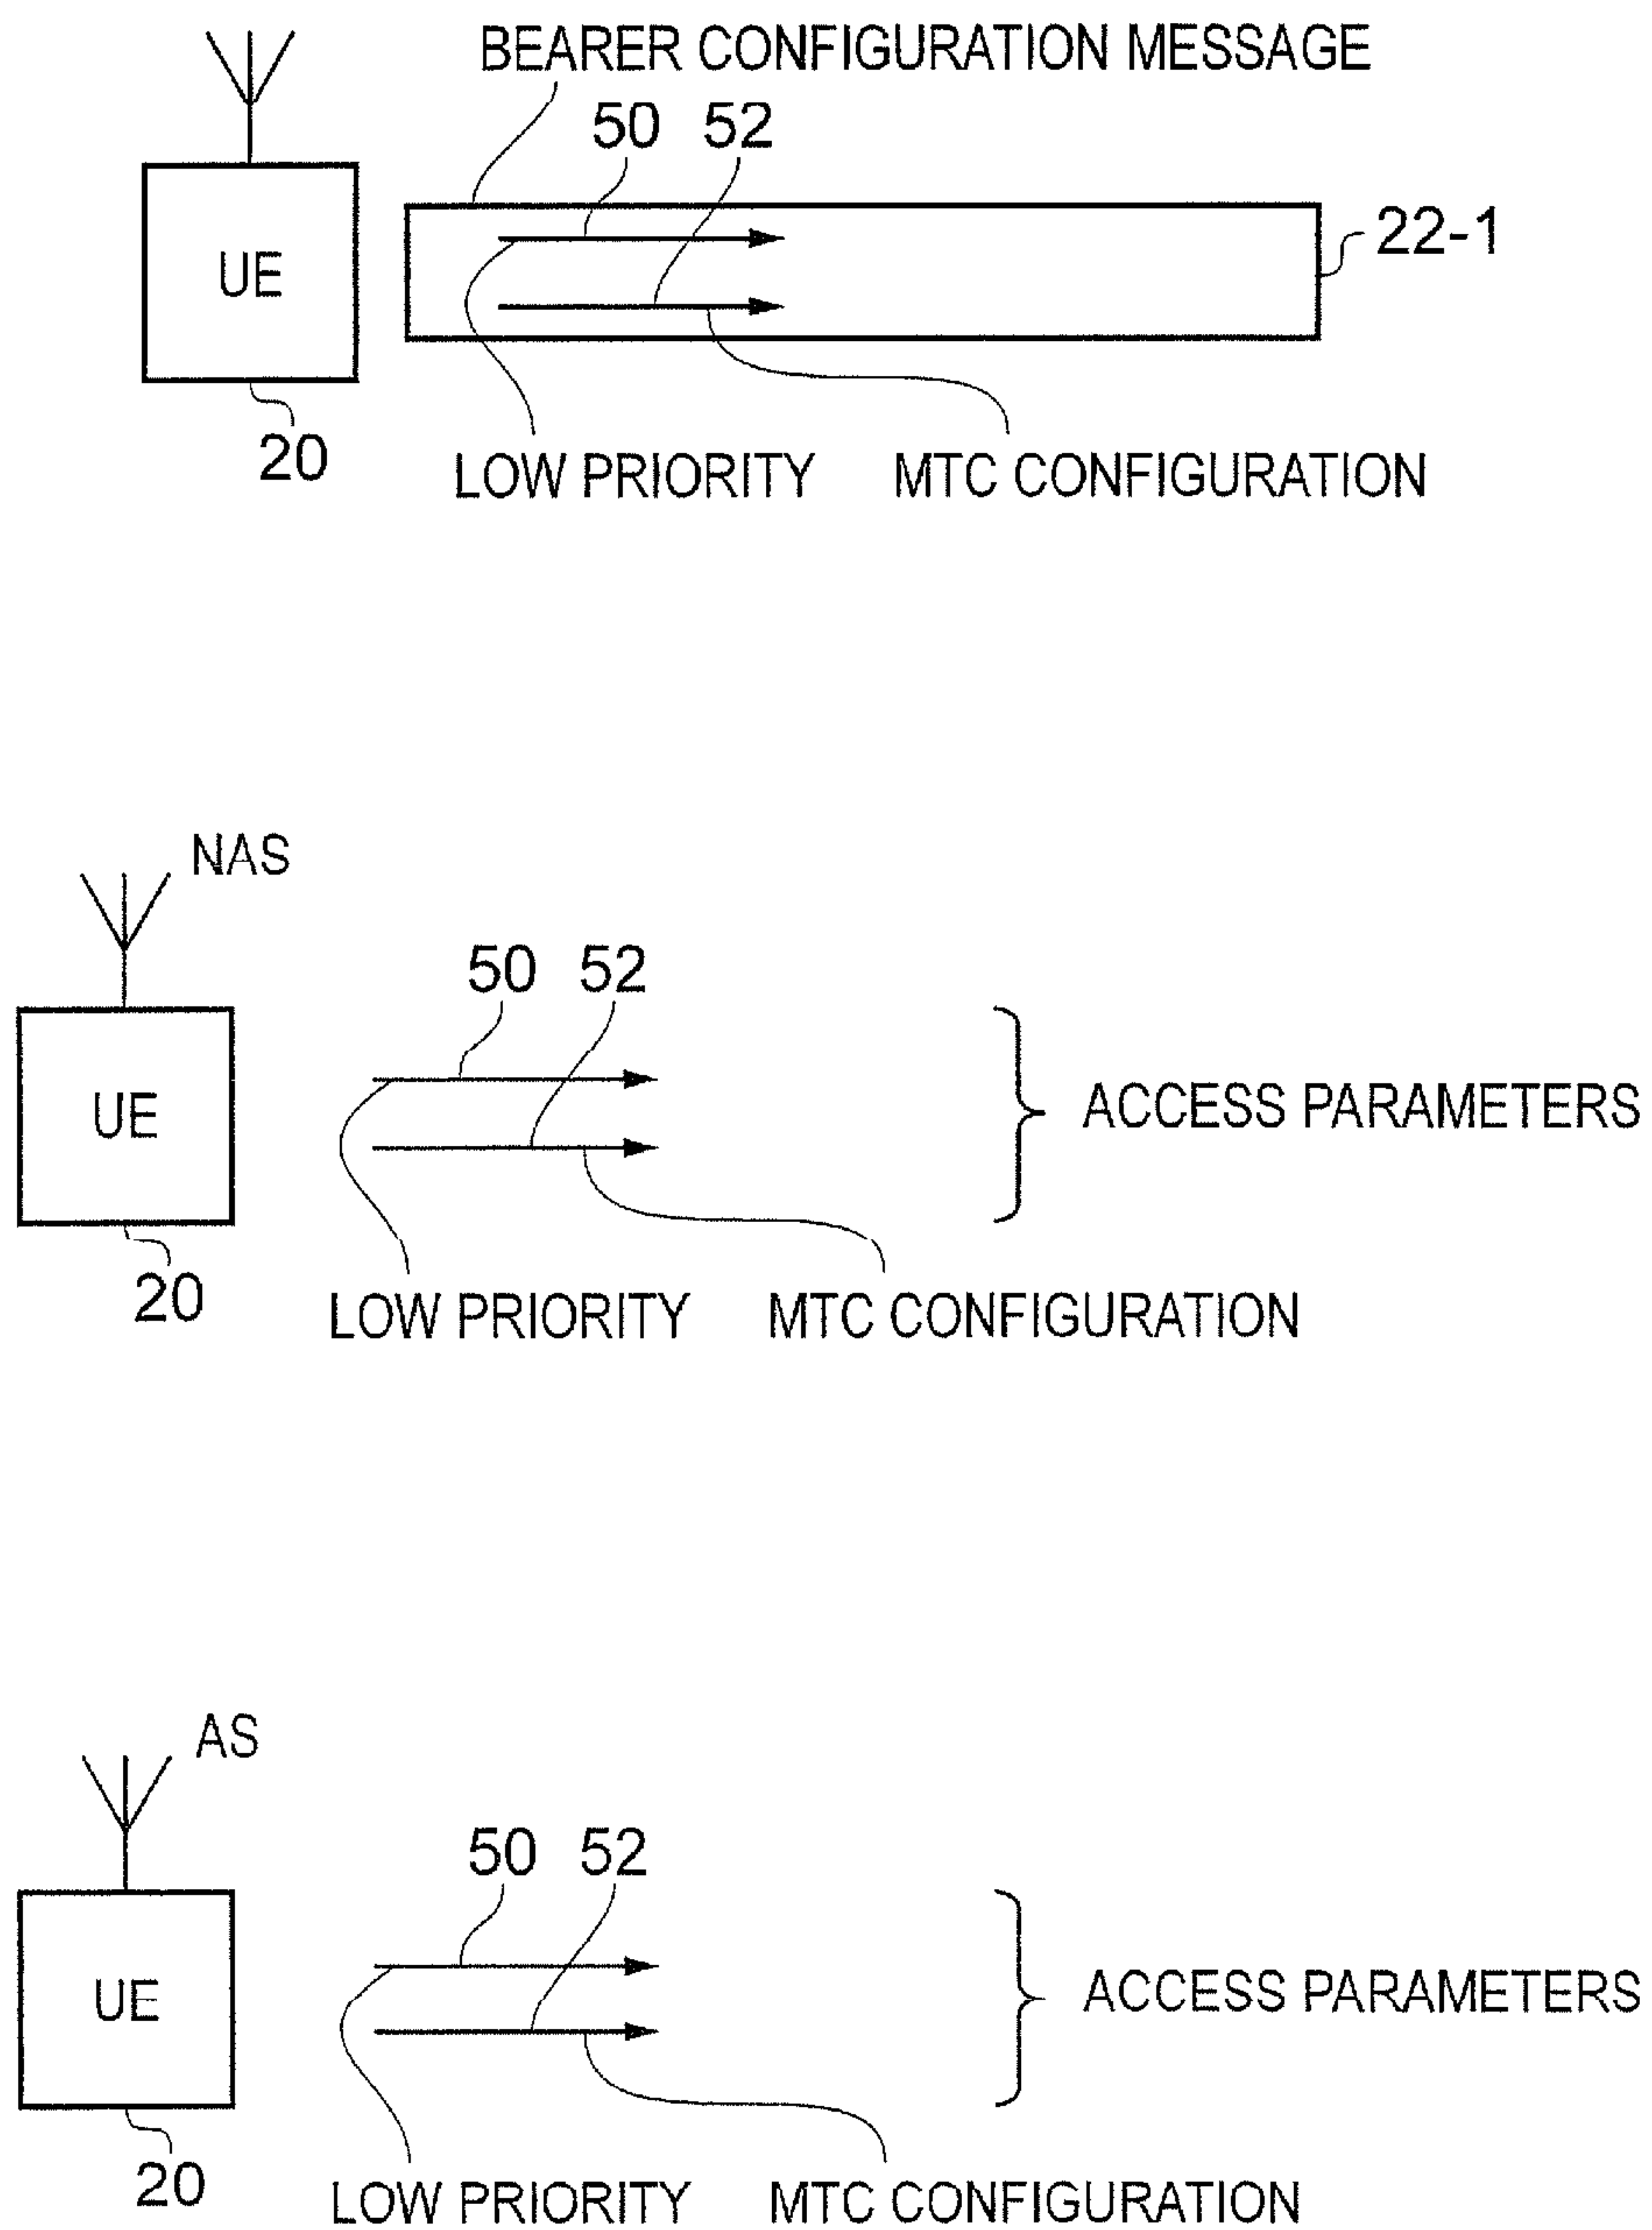 BEARER CONFIGURATION MESSAGE
50 52
UE
22-1
20
LOW PRIORITY MTC CONFIGURATION
NAS
50 52
UE
ACCESS PARAMETERS
20
LOW PRIORITY MTC CONFIGURATION
AS
50 52
UE
ACCESS PARAMETERS
20
LOW PRIORITY MTC CONFIGURATION